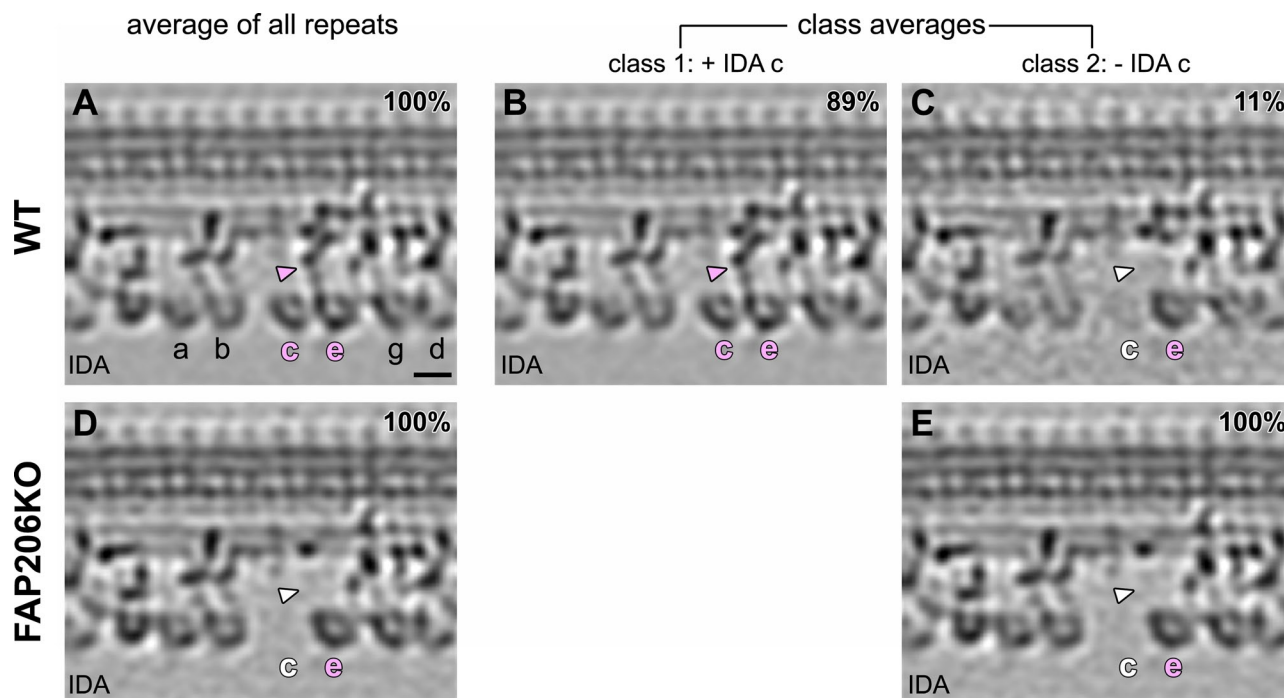 average of all repeats
class averages
class 1: + IDA c
class 2: - IDA c
WT
A
100%
a b c e g d
IDA
B
89%
c e
IDA
C
11%
c e
IDA
FAP206KO
D
100%
c e
IDA
E
100%
c e
IDA